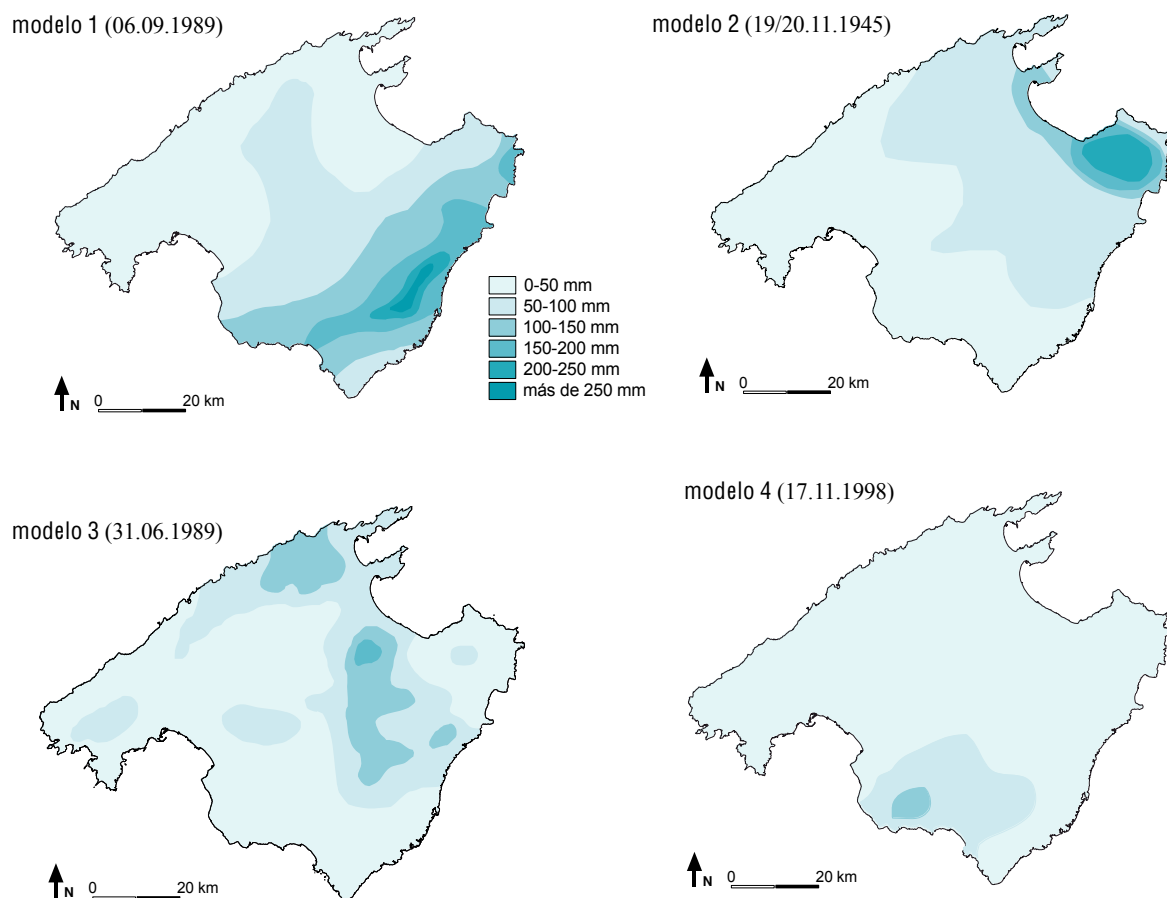 modelo 1 (06.09.1989)
modelo 2 (19/20.11.1945)
0-50 mm
50-100 mm
100-150 mm
150-200 mm
200-250 mm
más de 250 mm
N
0 20 km
N
0 20 km
modelo 3 (31.06.1989)
modelo 4 (17.11.1998)
N
0 20 km
N
0 20 km